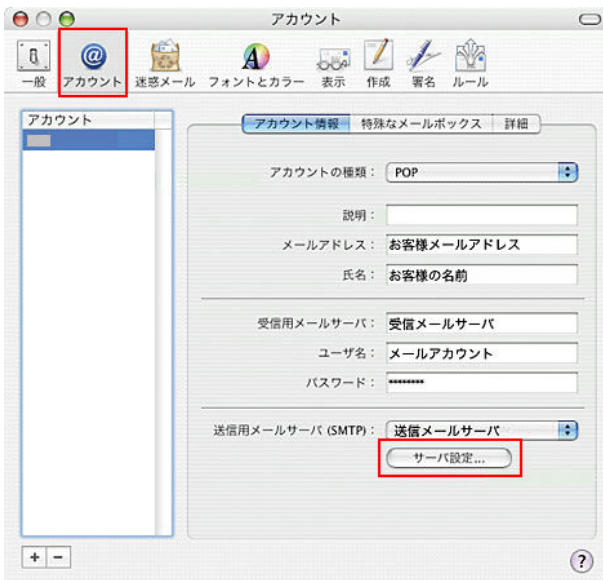 アカウント
一般 アカウント 迷惑メール フォントとカラー 表示 作成 署名 ルール
アカウント
アカウント情報 特殊なメールボックス 詳細
アカウントの種類： POP
説明：
メールアドレス： お客様メールアドレス
氏名： お客様の名前
受信用メールサーバ： 受信メールサーバ
ユーザ名： メールアカウント
パスワード： ••••••••
送信用メールサーバ (SMTP)： 送信メールサーバ
サーバ設定...
+ − ?